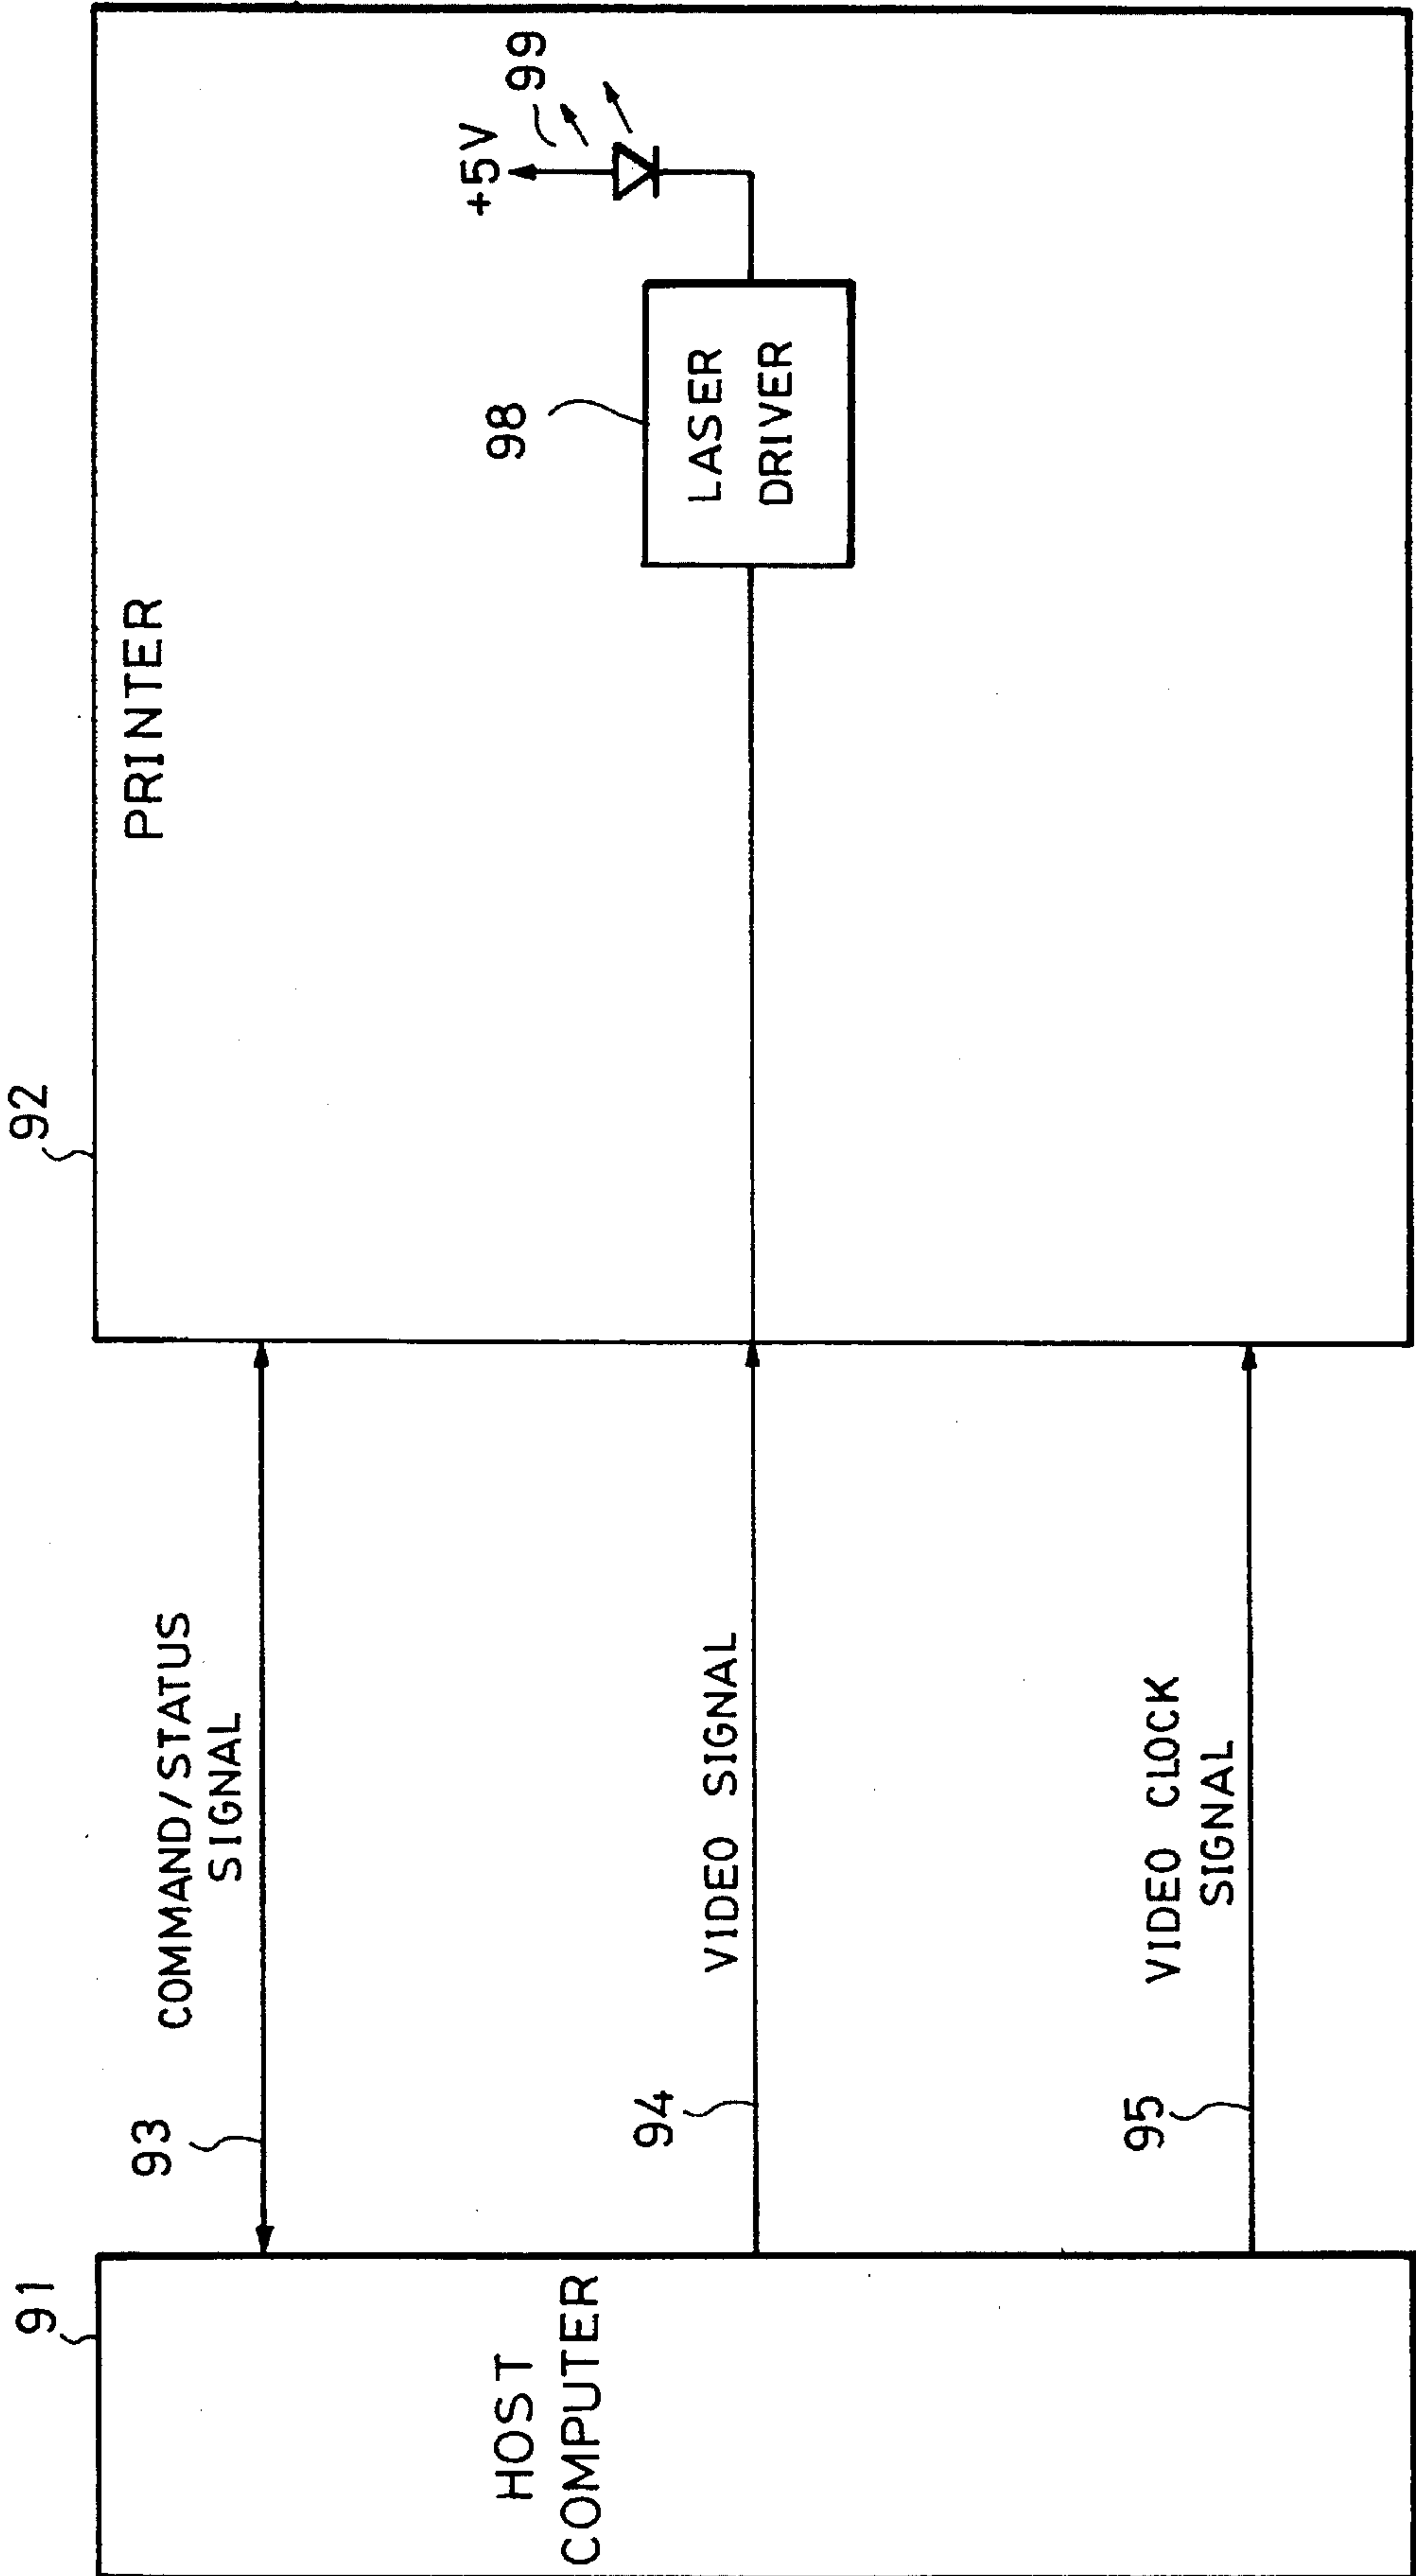 91
HOST
COMPUTER
93
COMMAND/STATUS
SIGNAL
94
VIDEO SIGNAL
95
VIDEO CLOCK
SIGNAL
92
PRINTER
98
LASER
DRIVER
+5V
99